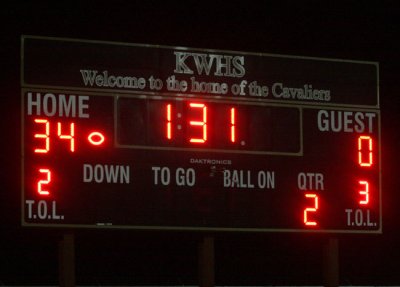 KWHS
Welcome to the home of the Cavaliers
HOME 1:31 GUEST
34 0
DAKTRONICS
DOWN TO GO BALL ON QTR
2 2 3
T.O.L. T.O.L.